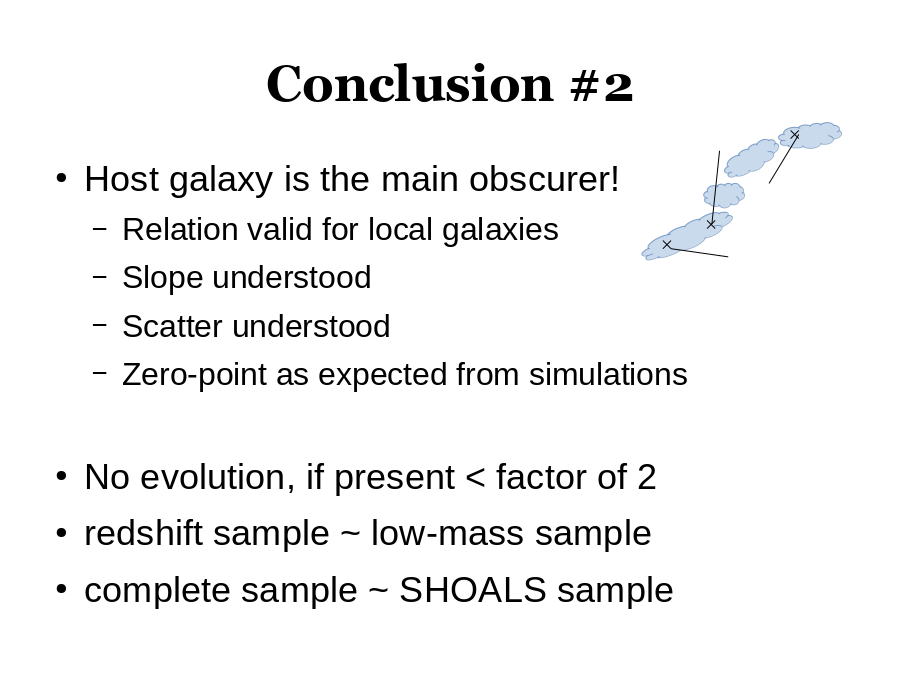 Conclusion #2
• Host galaxy is the main obscurer!
– Relation valid for local galaxies
– Slope understood
– Scatter understood
– Zero-point as expected from simulations
• No evolution, if present < factor of 2
• redshift sample ~ low-mass sample
• complete sample ~ SHOALS sample